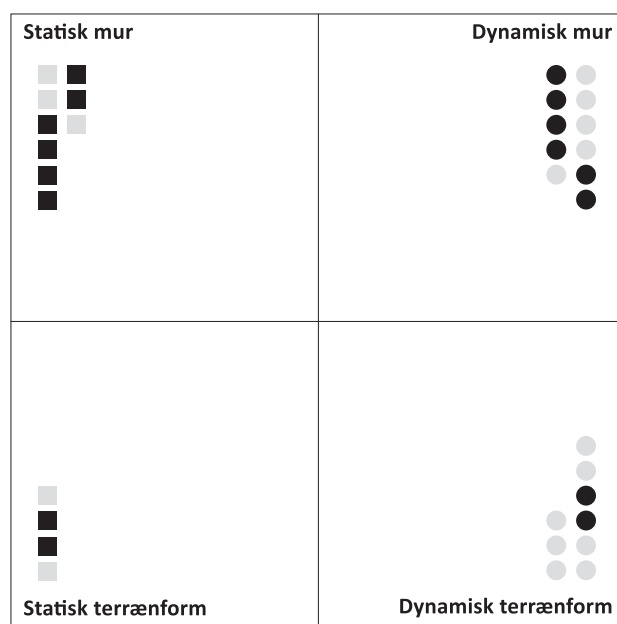 Statisk mur
Dynamisk mur
Statisk terrænform
Dynamisk terrænform